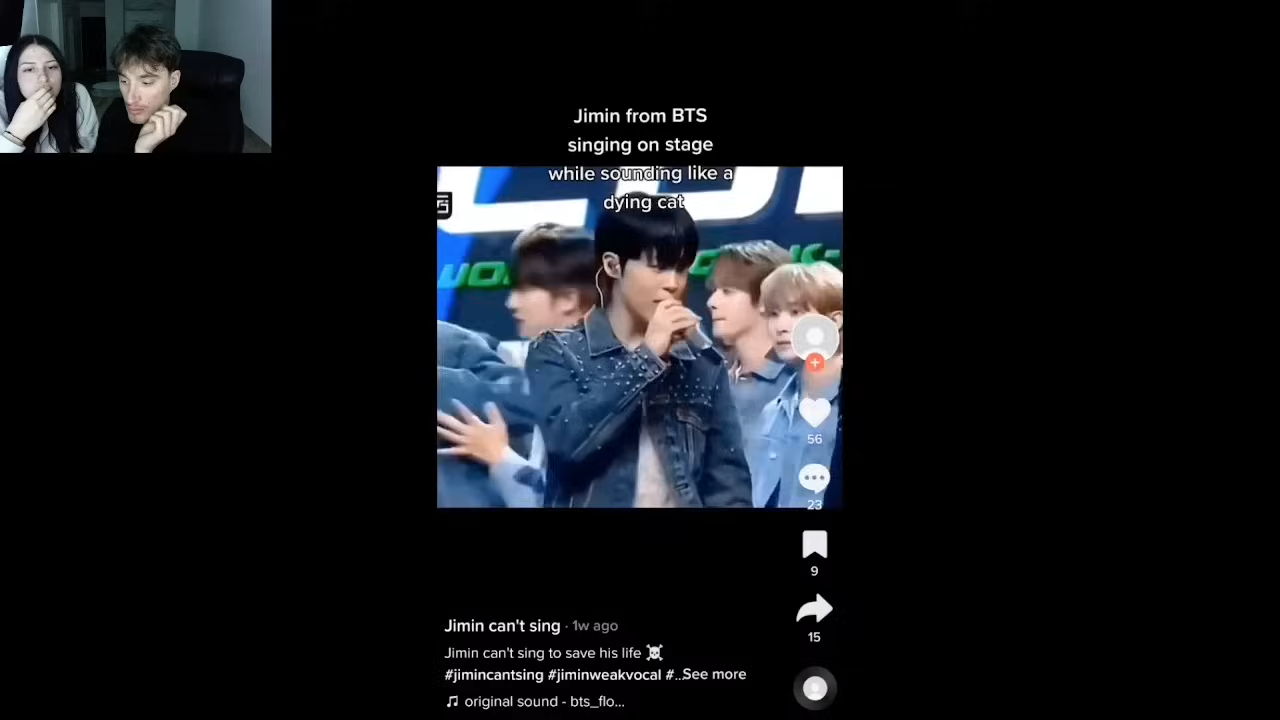 Jimin from BTS
singing on stage
while sounding like a
dying cat
56
23
9
15
Jimin can't sing · 1w ago
Jimin can't sing to save his life ☠️
#jimincantsing #jiminweakvocal #...See more
original sound - bts_flo...